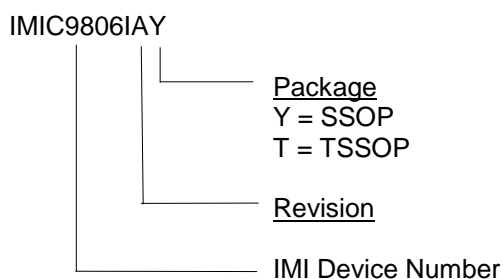 IMIC9806IAY
Package
Y = SSOP
T = TSSOP
Revision
IMI Device Number